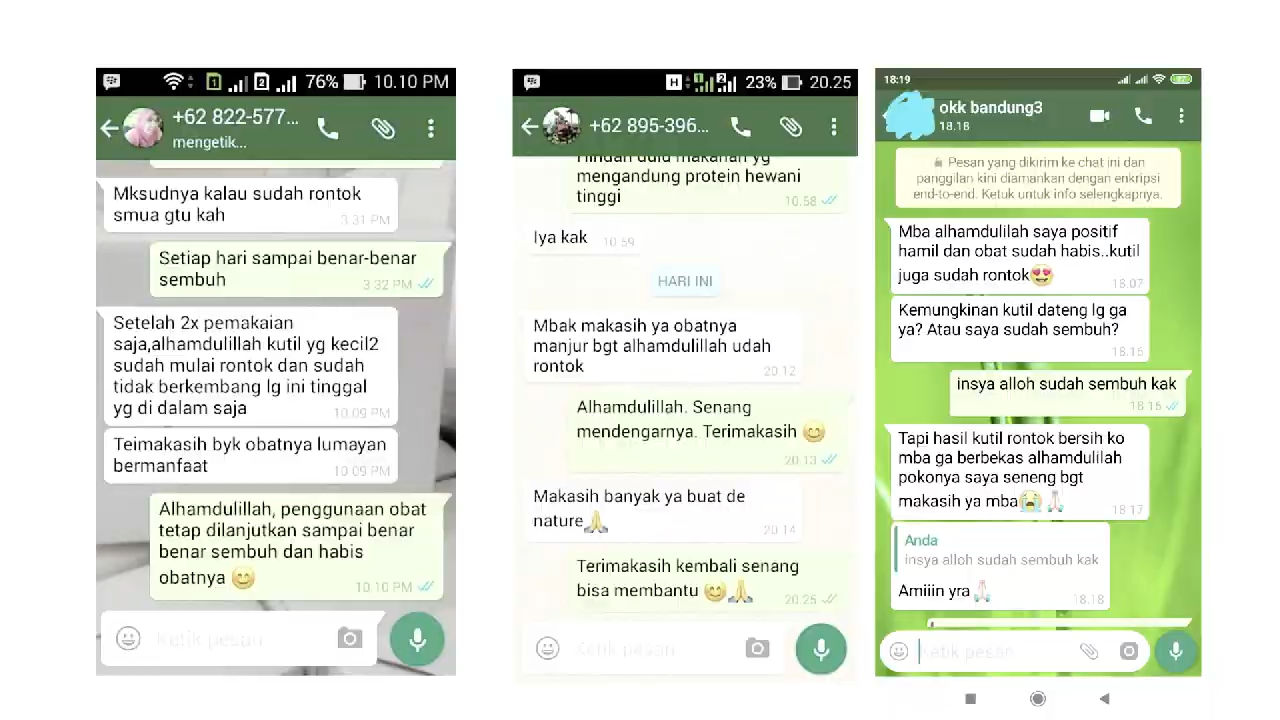 76% 10.10 PM
+62 822-577...
mengetik...
Mksudnya kalau sudah rontok
smua gtu kah
3.31 PM
Setiap hari sampai benar-benar
sembuh
3.32 PM
Setelah 2x pemakaian
saja,alhamdulillah kutil yg kecil2
sudah mulai rontok dan sudah
tidak berkembang lg ini tinggal
yg di dalam saja
10.09 PM
Teimakasih byk obatnya lumayan
bermanfaat
10.09 PM
Alhamdulillah, penggunaan obat
tetap dilanjutkan sampai benar
benar sembuh dan habis
obatnya 😊
10.10 PM
Ketik pesan
H 23% 20.25
+62 895-396...
Hindari dulu makanan yg
mengandung protein hewani
tinggi
10.58
Iya kak
10.59
HARI INI
Mbak makasih ya obatnya
manjur bgt alhamdulillah udah
rontok
20.12
Alhamdulillah. Senang
mendengarnya. Terimakasih 😊
20.13
Makasih banyak ya buat de
nature🙏
20.14
Terimakasih kembali senang
bisa membantu 😊🙏
20.25
Ketik pesan
18:19
okk bandung3
18.18
Pesan yang dikirim ke chat ini dan
panggilan kini diamankan dengan enkripsi
end-to-end. Ketuk untuk info selengkapnya.
Mba alhamdulilah saya positif
hamil dan obat sudah habis..kutil
juga sudah rontok😍
18.07
Kemungkinan kutil dateng lg ga
ya? Atau saya sudah sembuh?
18.15
insya alloh sudah sembuh kak
18.15
Tapi hasil kutil rontok bersih ko
mba ga berbekas alhamdulilah
pokonya saya seneng bgt
makasih ya mba😭🙏
18.17
Anda
insya alloh sudah sembuh kak
Amiiin yra🙏
18.18
Ketik pesan